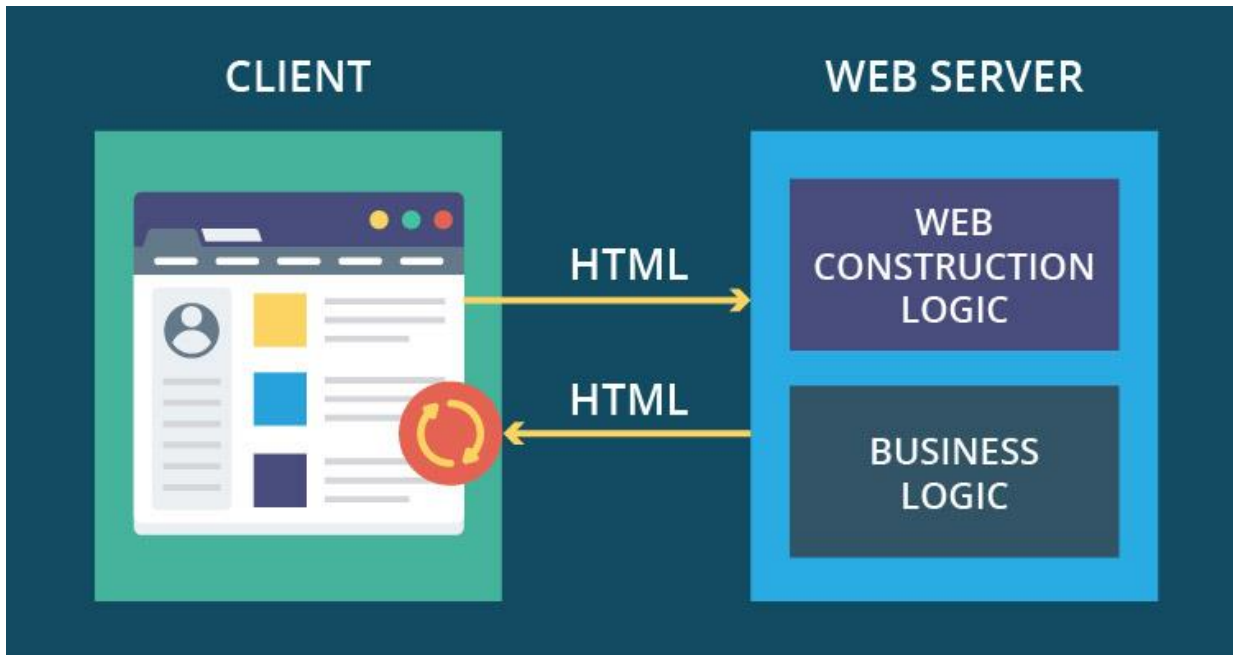 CLIENT
WEB SERVER
HTML
HTML
WEB
CONSTRUCTION
LOGIC
BUSINESS
LOGIC